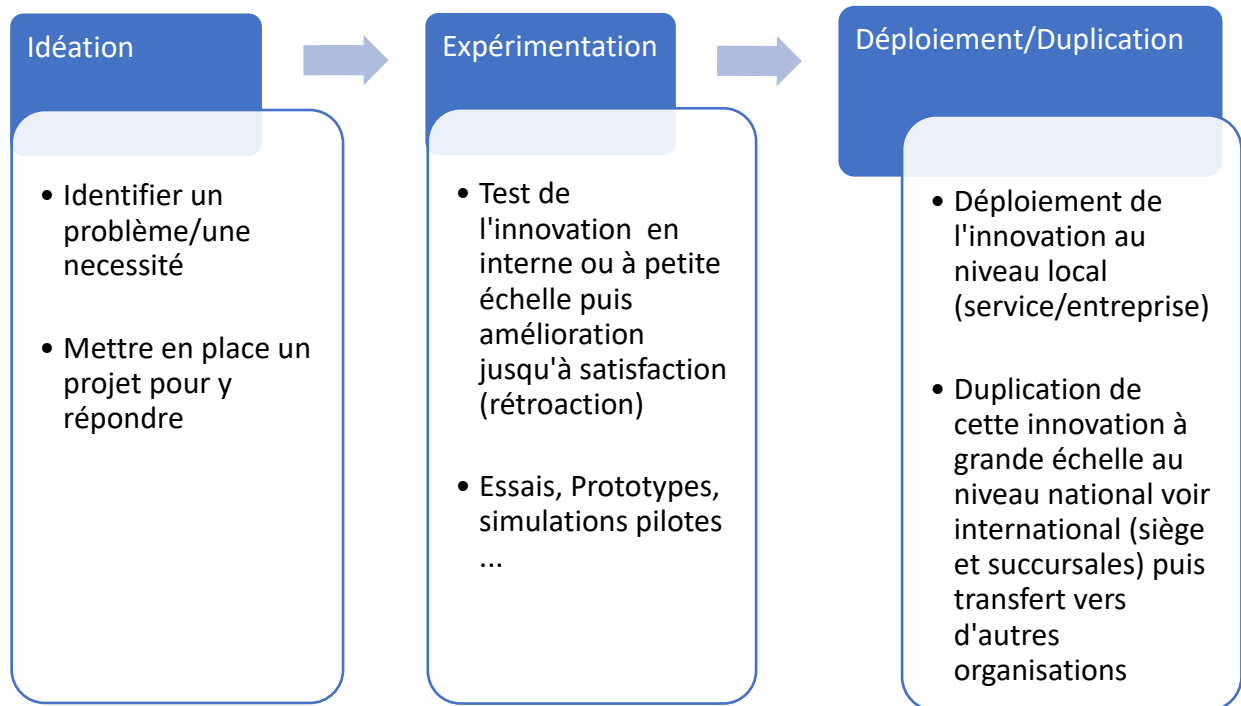 Idéation
• Identifier un
problème/une
necessité
• Mettre en place un
projet pour y
répondre
Expérimentation
• Test de
l'innovation  en
interne ou à petite
échelle puis
amélioration
jusqu'à satisfaction
(rétroaction)
• Essais, Prototypes,
simulations pilotes
...
Déploiement/Duplication
• Déploiement de
l'innovation au
niveau local
(service/entreprise)
• Duplication de
cette innovation à
grande échelle au
niveau national voir
international (siège
et succursales) puis
transfert vers
d'autres
organisations